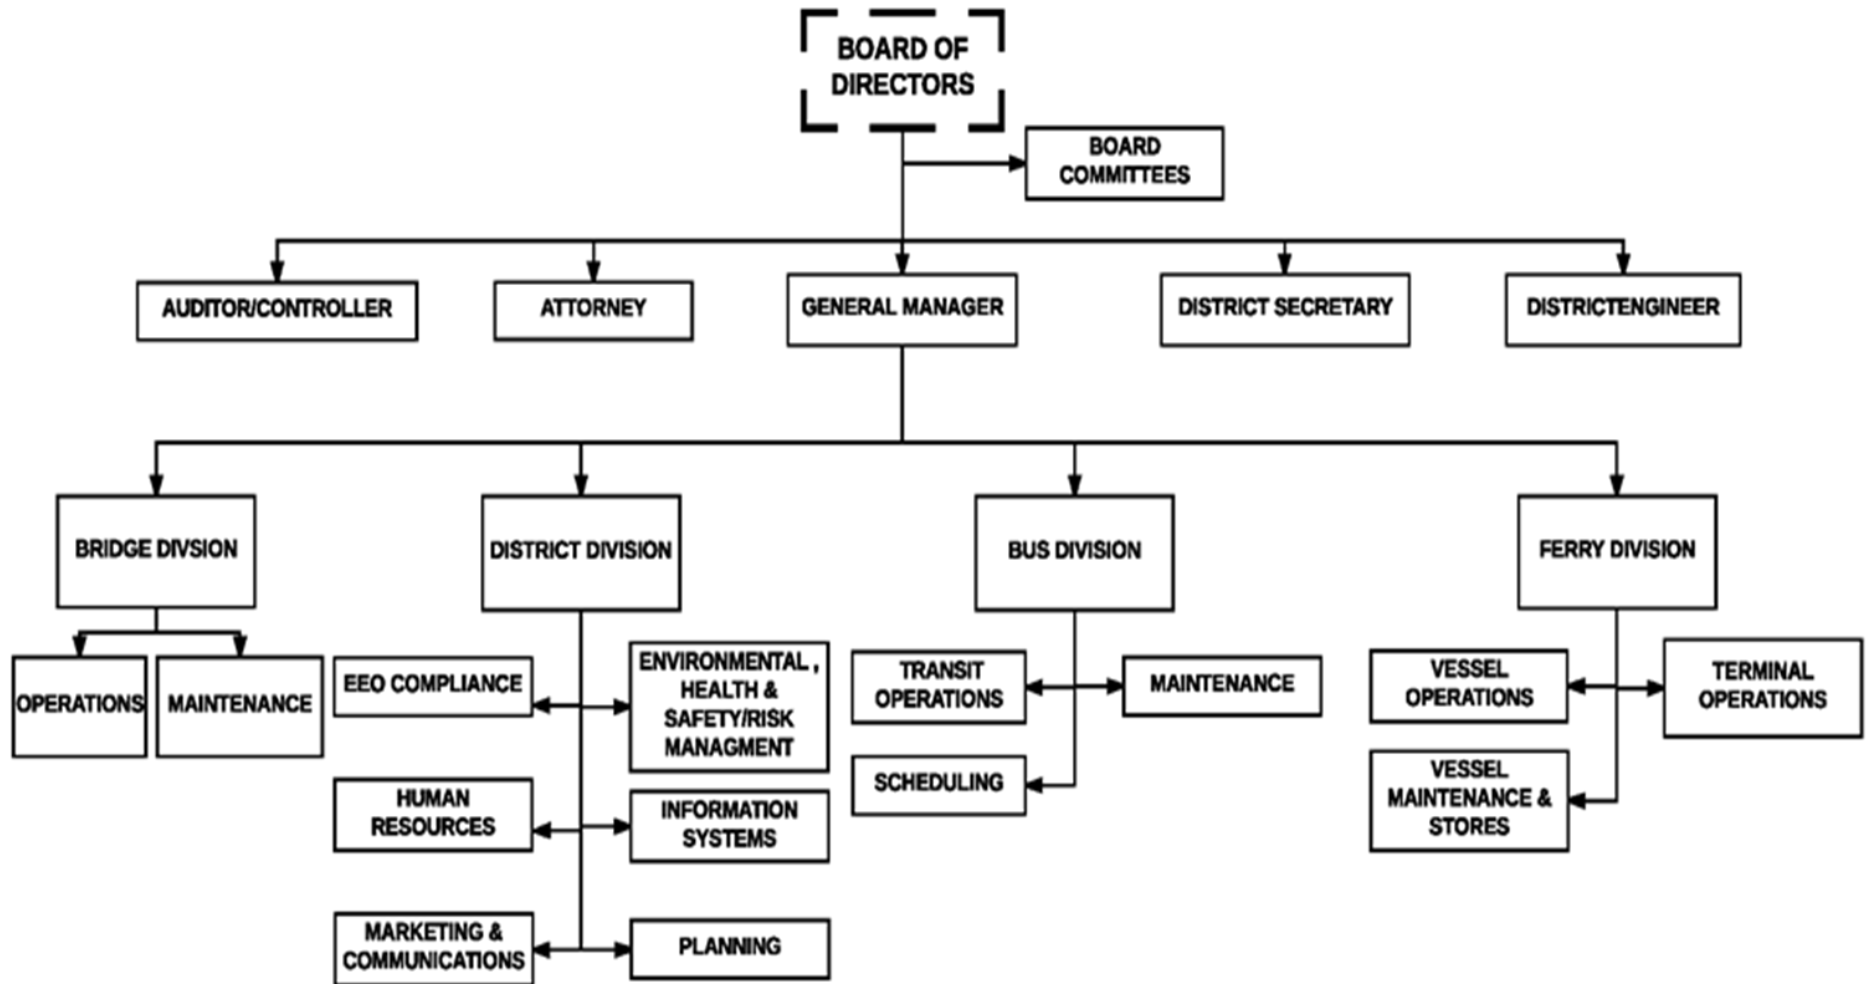 BOARD OF
DIRECTORS
BOARD
COMMITTEES
AUDITOR/CONTROLLER
ATTORNEY
GENERAL MANAGER
DISTRICT SECRETARY
DISTRICTENGINEER
BRIDGE DIVSION
DISTRICT DIVISION
BUS DIVISION
FERRY DIVISION
OPERATIONS
MAINTENANCE
EEO COMPLIANCE
ENVIRONMENTAL ,
HEALTH &
SAFETY/RISK
MANAGMENT
HUMAN
RESOURCES
INFORMATION
SYSTEMS
MARKETING &
COMMUNICATIONS
PLANNING
TRANSIT
OPERATIONS
MAINTENANCE
SCHEDULING
VESSEL
OPERATIONS
TERMINAL
OPERATIONS
VESSEL
MAINTENANCE &
STORES